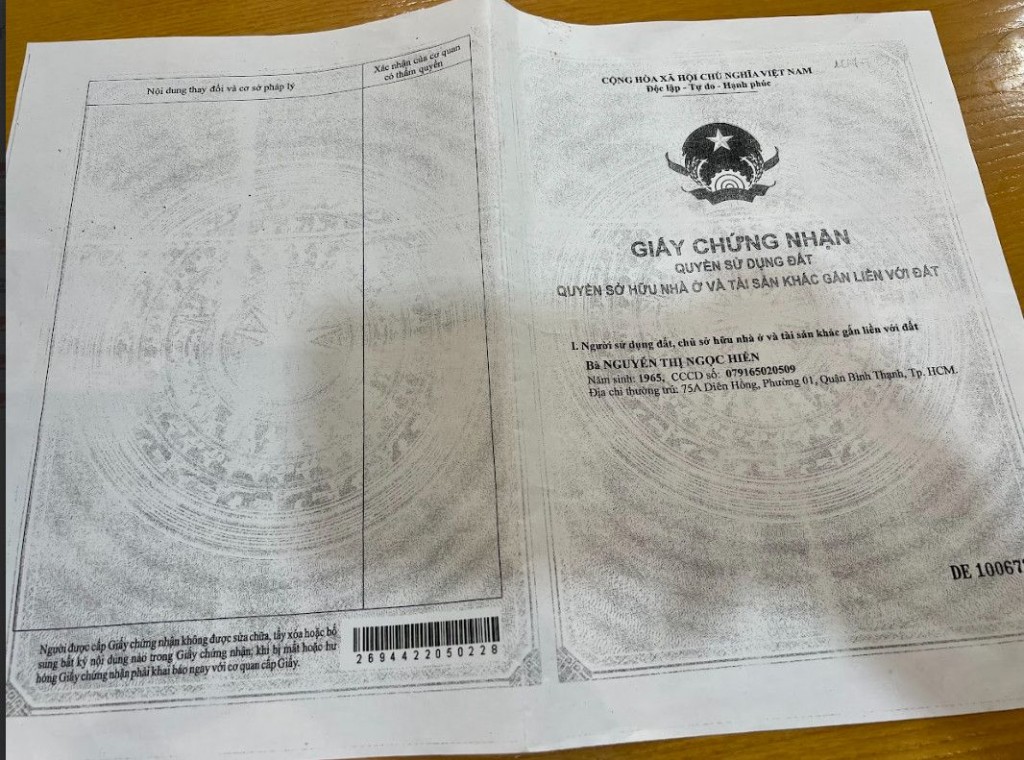 Nội dung thay đổi và cơ sở pháp lý
Xác nhận của cơ quan
có thẩm quyền
Người được cấp Giấy chứng nhận không được sửa chữa, tẩy xóa hoặc bổ
sung bất kỳ nội dung nào trong Giấy chứng nhận; khi bị mất hoặc hư
hỏng Giấy chứng nhận phải khai báo ngay với cơ quan cấp Giấy.
2694422050228
CỘNG HÒA XÃ HỘI CHỦ NGHĨA VIỆT NAM
Độc lập - Tự do - Hạnh phúc
GIẤY CHỨNG NHẬN
QUYỀN SỬ DỤNG ĐẤT
QUYỀN SỞ HỮU NHÀ Ở VÀ TÀI SẢN KHÁC GẮN LIỀN VỚI ĐẤT
I. Người sử dụng đất, chủ sở hữu nhà ở và tài sản khác gắn liền với đất
Bà NGUYỄN THỊ NGỌC HIỀN
Năm sinh: 1965, CCCD số: 079165020509
Địa chỉ thường trú: 75A Diên Hồng, Phường 01, Quận Bình Thạnh, Tp. HCM.
DE 10067